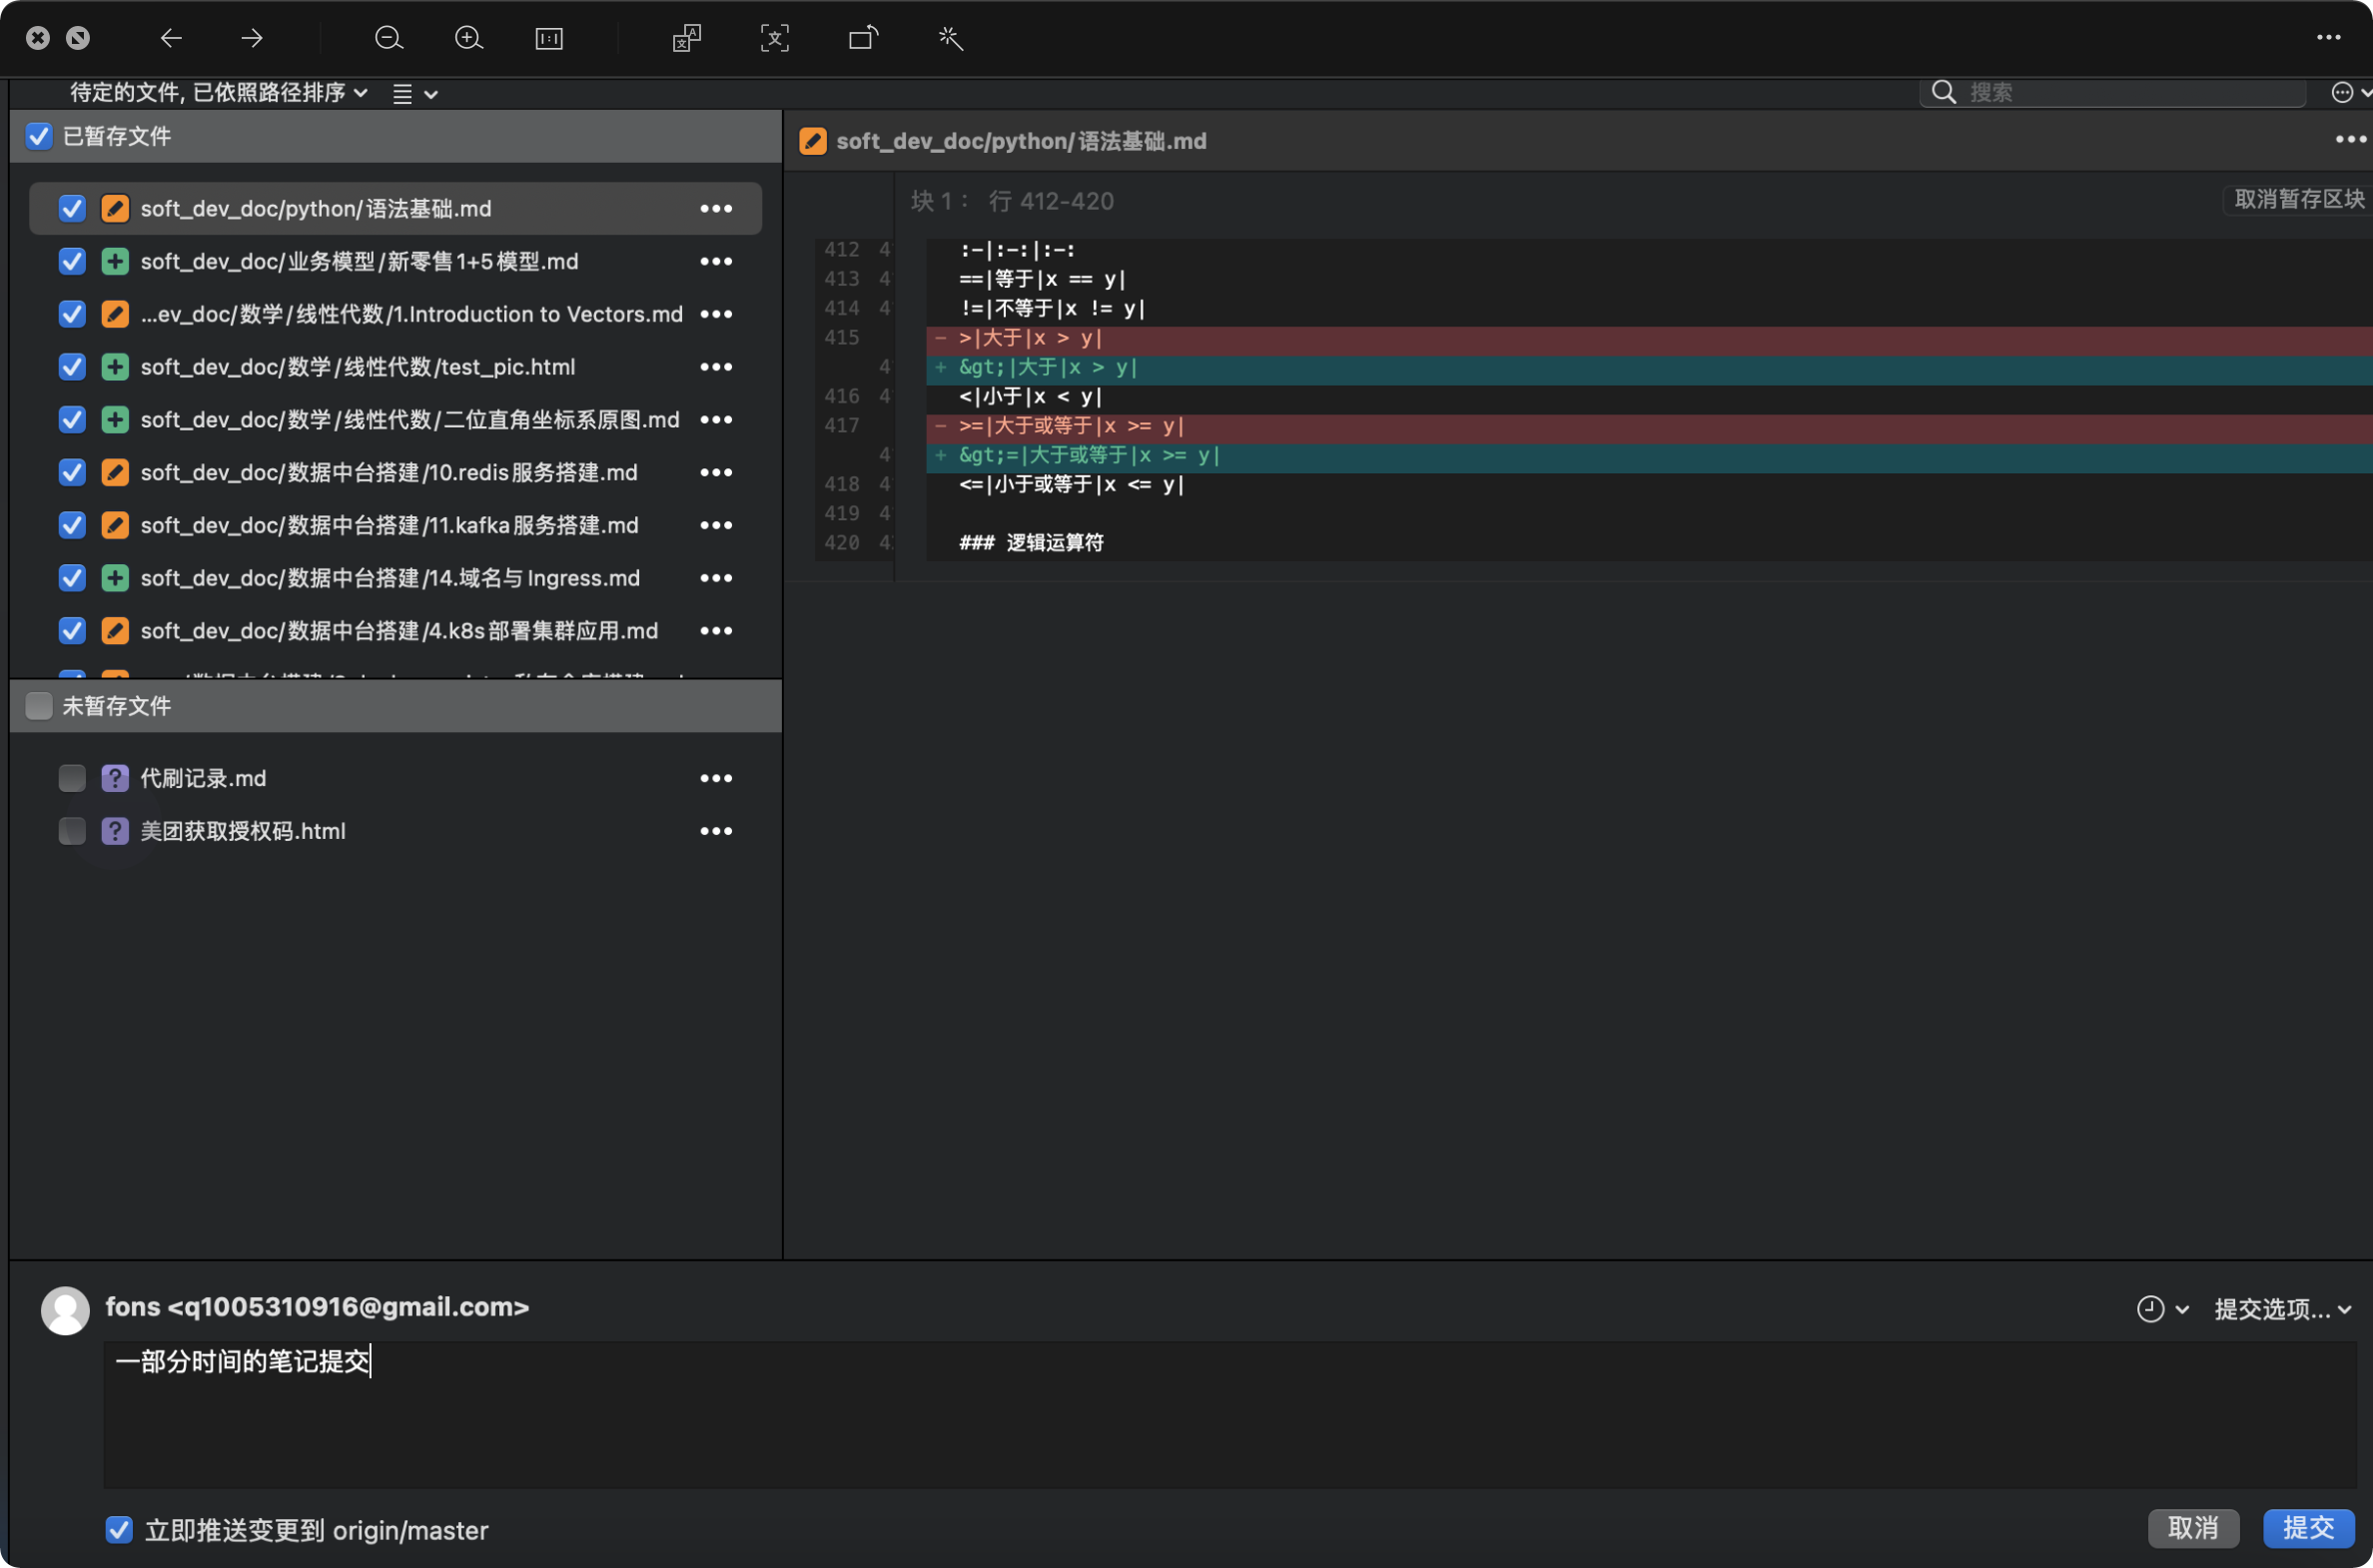 待定的文件, 已依照路径排序
搜索
已暂存文件
soft_dev_doc/python/语法基础.md
soft_dev_doc/业务模型/新零售1+5模型.md
...ev_doc/数学/线性代数/1.Introduction to Vectors.md
soft_dev_doc/数学/线性代数/test_pic.html
soft_dev_doc/数学/线性代数/二位直角坐标系原图.md
soft_dev_doc/数据中台搭建/10.redis服务搭建.md
soft_dev_doc/数据中台搭建/11.kafka服务搭建.md
soft_dev_doc/数据中台搭建/14.域名与Ingress.md
soft_dev_doc/数据中台搭建/4.k8s部署集群应用.md
未暂存文件
代刷记录.md
美团获取授权码.html
soft_dev_doc/python/语法基础.md
块 1： 行 412-420
取消暂存区块
412 4 :-|:-:|:-:
413 4 ==|等于|x == y|
414 4 !=|不等于|x != y|
415 - >|大于|x > y|
4 + &gt;|大于|x > y|
416 4 <|小于|x < y|
417 - >=|大于或等于|x >= y|
4 + &gt;=|大于或等于|x >= y|
418 4 <=|小于或等于|x <= y|
419 4
420 4 ### 逻辑运算符
fons <q1005310916@gmail.com>
提交选项...
一部分时间的笔记提交
立即推送变更到 origin/master
取消
提交